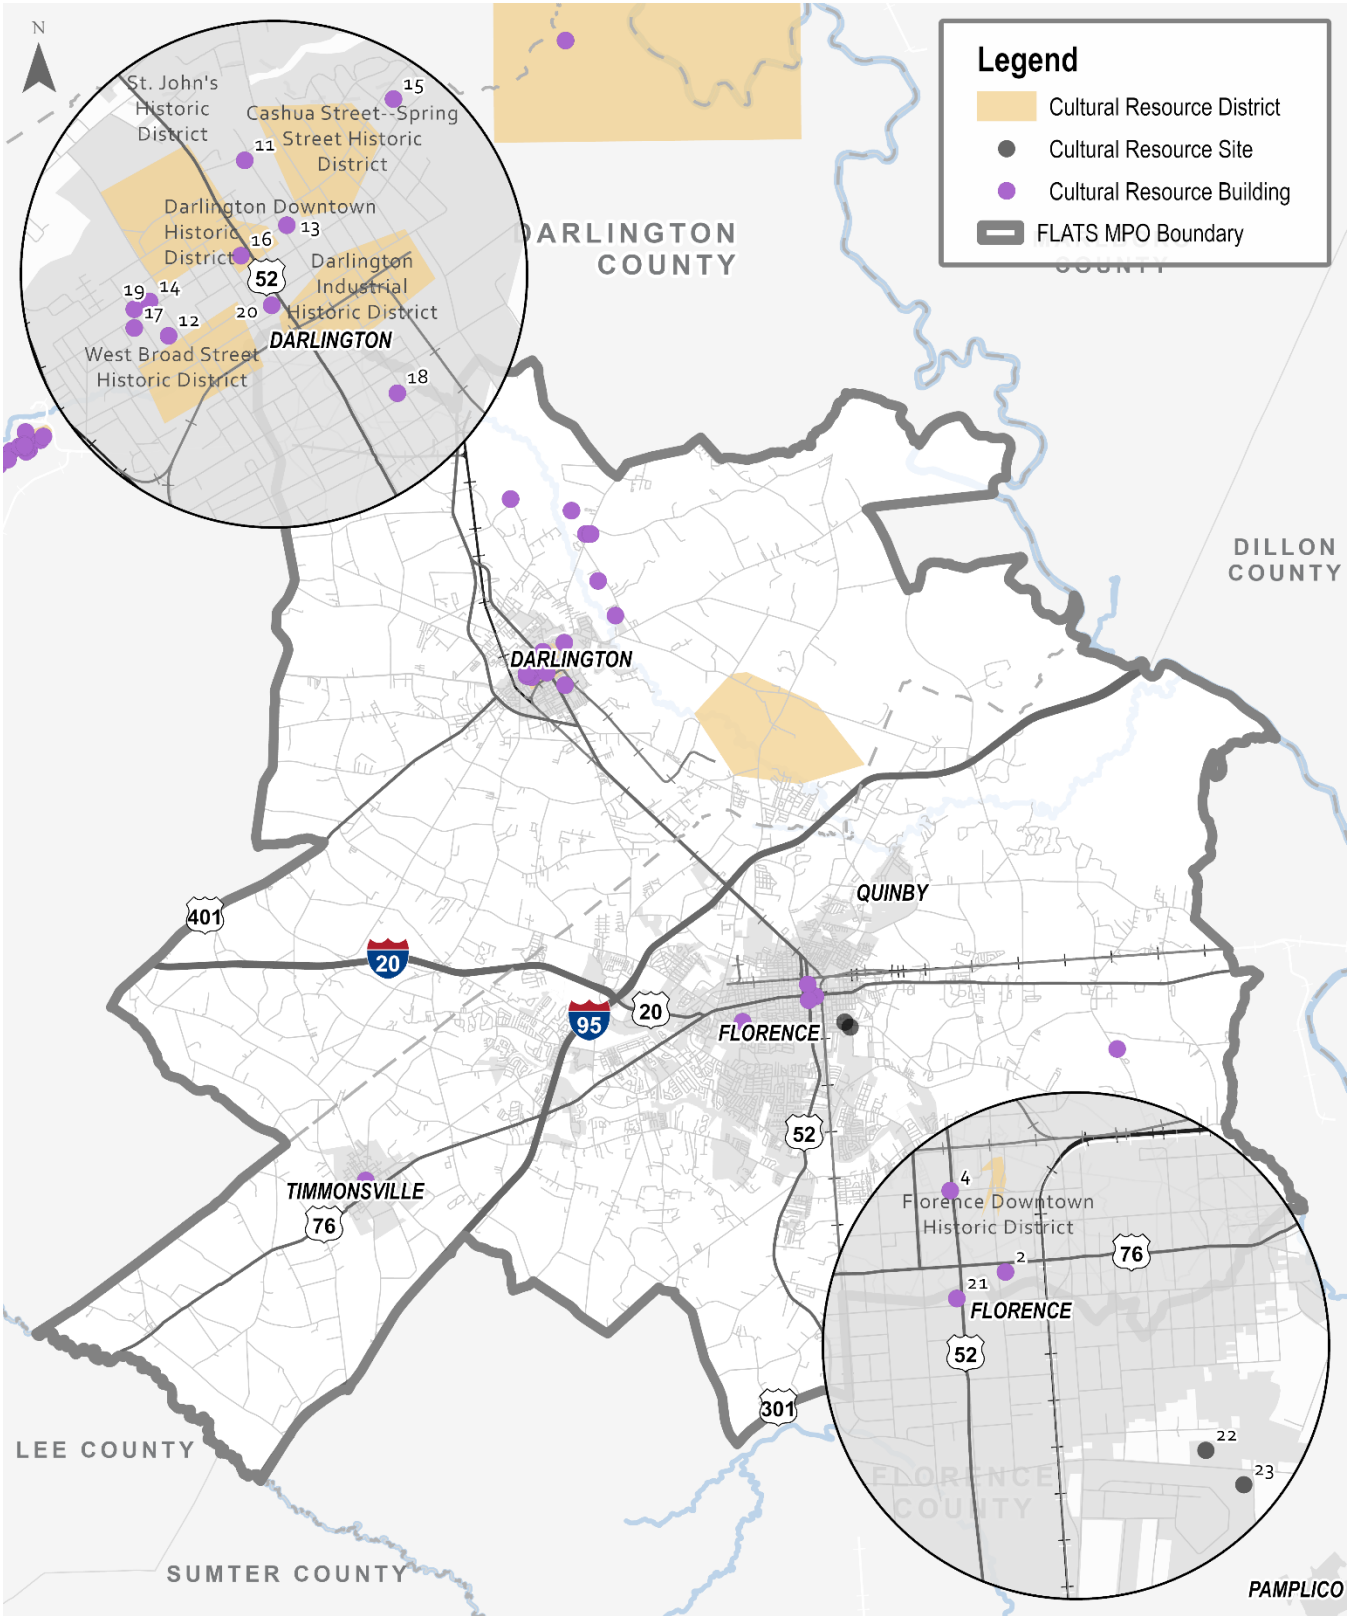 N
St. John's
Historic
District
Cashua Street--Spring
Street Historic
District
15
11
Darlington Downtown
Historic
District
13
16
52
Darlington
Industrial
Historic District
19
14
17
12
20
DARLINGTON
West Broad Street
Historic District
18
Legend
Cultural Resource District
Cultural Resource Site
Cultural Resource Building
FLATS MPO Boundary
COUNTY
DARLINGTON
COUNTY
DILLON
COUNTY
DARLINGTON
QUINBY
401
20
95
20
FLORENCE
52
TIMMONSVILLE
76
301
4
Florence Downtown
Historic District
76
2
21
FLORENCE
52
22
23
FLORENCE
COUNTY
LEE COUNTY
SUMTER COUNTY
PAMPLICO